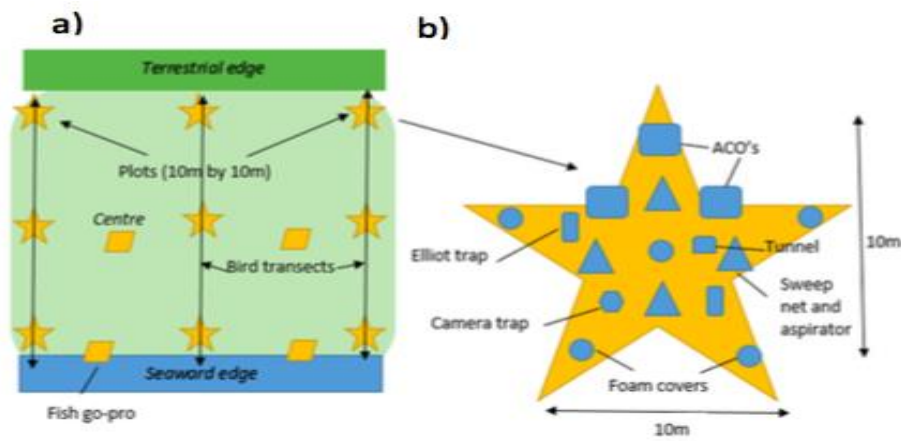 a)
Terrestrial edge
Plots (10m by 10m)
Centre
Bird transects
Seaward edge
Fish go-pro
b)
ACO's
10m
Elliot trap
Tunnel
Sweep
net and
aspirator
Camera trap
Foam covers
10m